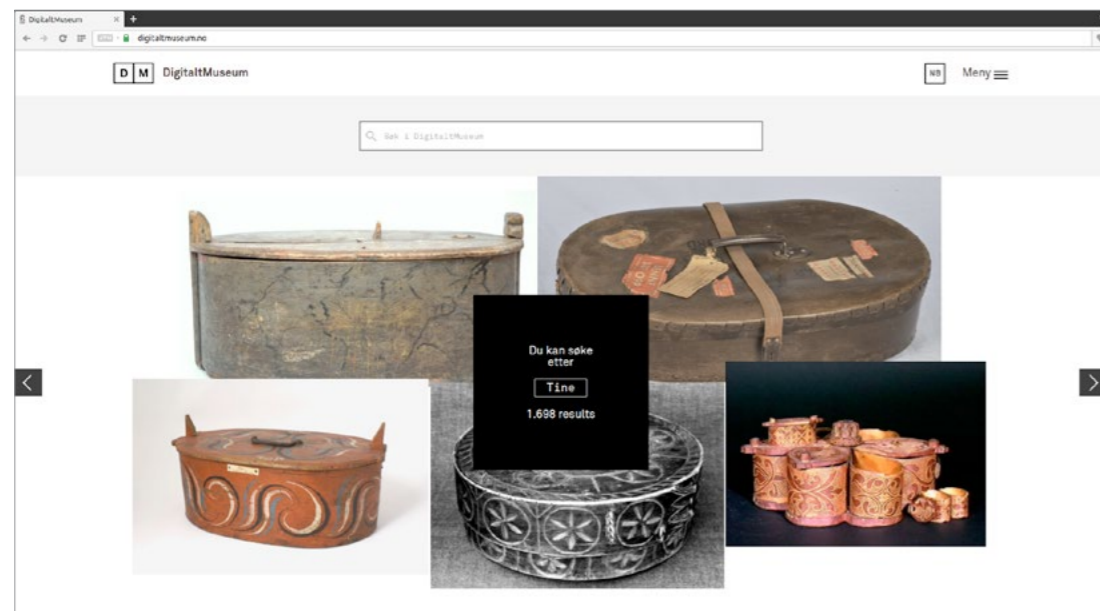 DigitaltMuseum
digitaltmuseum.no
D M DigitaltMuseum
NB
Meny
Søk i DigitaltMuseum
Du kan søke
etter
Tine
1,698 results